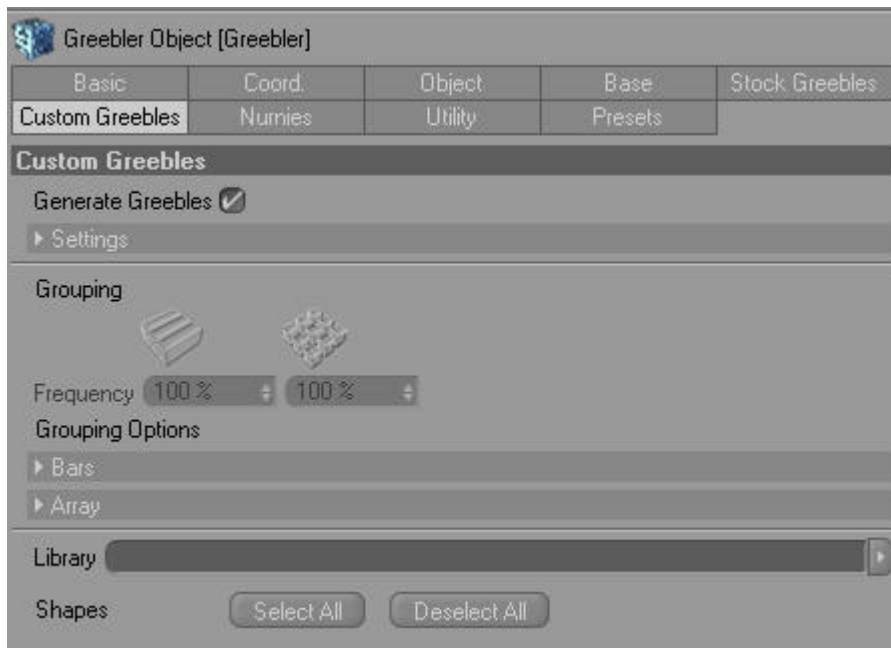 Greebler Object [Greebler]
Basic Coord. Object Base Stock Greebles
Custom Greebles Nurnies Utility Presets
Custom Greebles
Generate Greebles
Settings
Grouping
Frequency 100 % 100 %
Grouping Options
Bars
Array
Library
Shapes Select All Deselect All